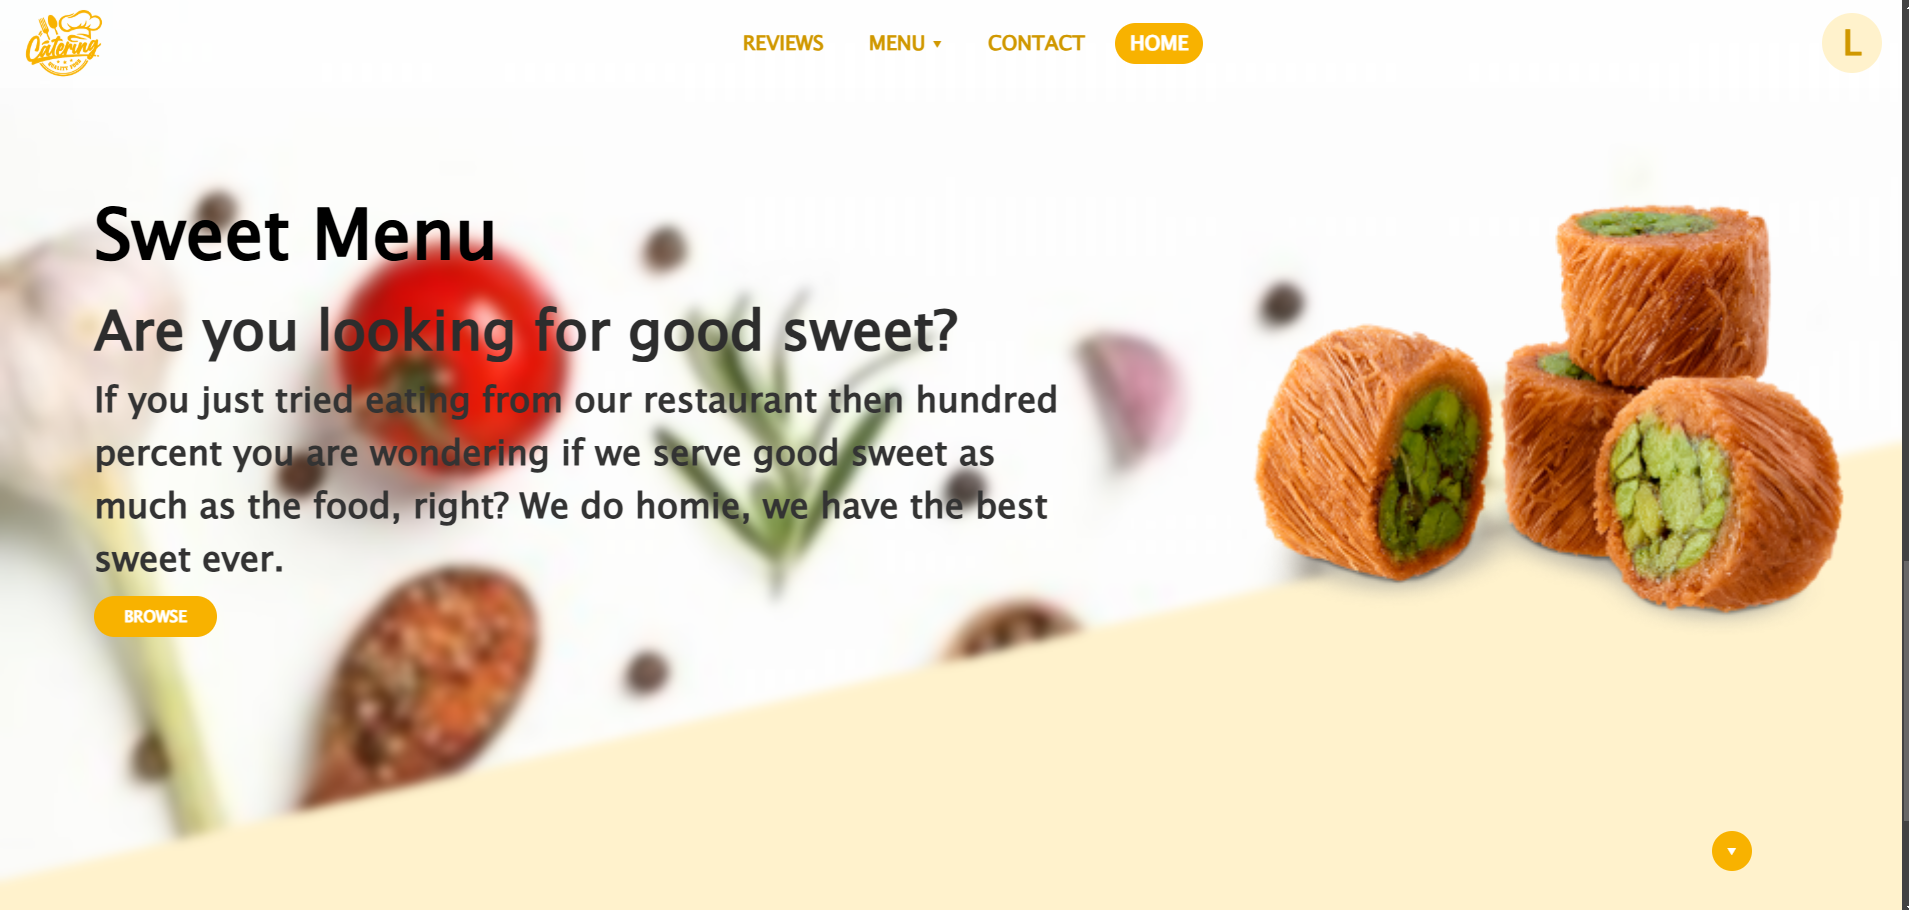 Catering
QUALITY FOOD
REVIEWS
MENU ▼
CONTACT
HOME
L
Sweet Menu
Are you looking for good sweet?
If you just tried eating from our restaurant then hundred
percent you are wondering if we serve good sweet as
much as the food, right? We do homie, we have the best
sweet ever.
BROWSE